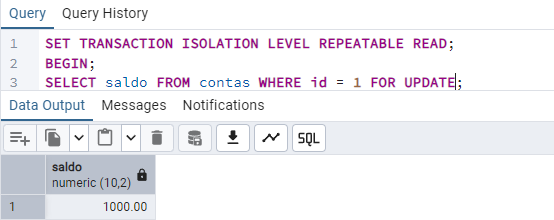 Query Query History
1 SET TRANSACTION ISOLATION LEVEL REPEATABLE READ;
2 BEGIN;
3 SELECT saldo FROM contas WHERE id = 1 FOR UPDATE;
Data Output Messages Notifications
SQL
saldo
numeric (10,2)
1 1000.00